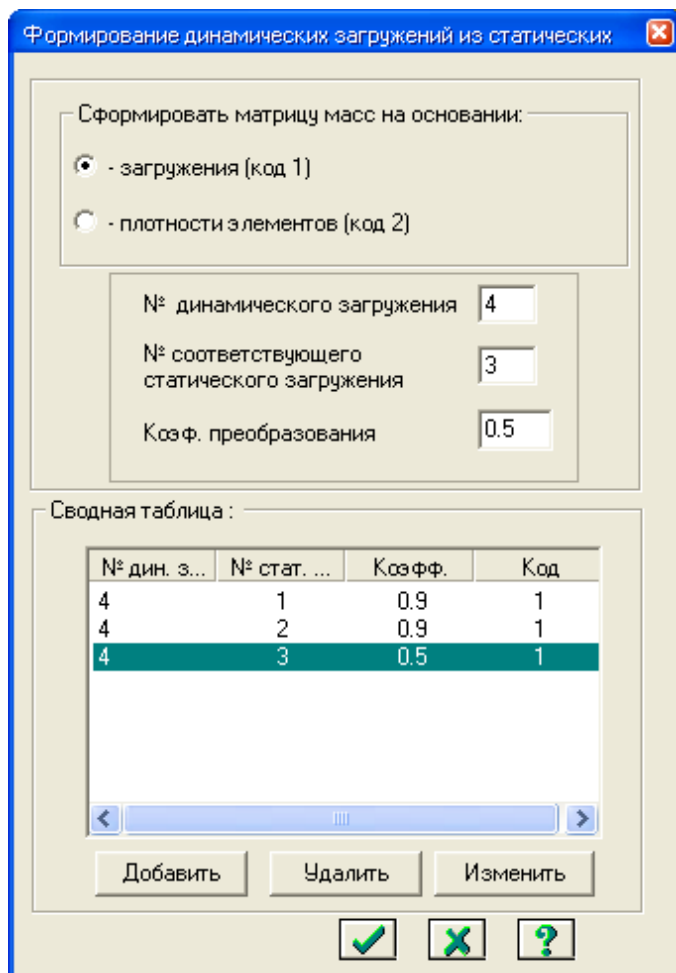 Формирование динамических загружений из статических
Сформировать матрицу масс на основании:
- загружения (код 1)
- плотности элементов (код 2)
№ динамического загружения 4
№ соответствующего
статического загружения 3
Коэф. преобразования 0.5
Сводная таблица :
№ дин. з... № стат. ... Коэфф. Код
4 1 0.9 1
4 2 0.9 1
4 3 0.5 1
Добавить Удалить Изменить
?